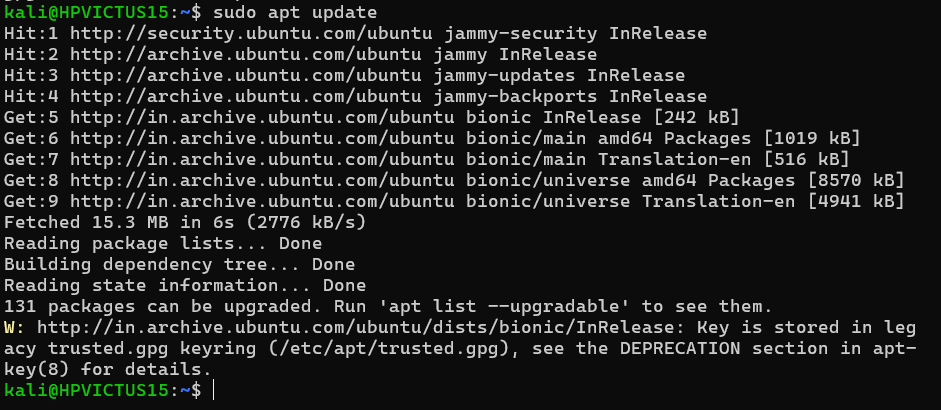 kali@HPVICTUS15:~$ sudo apt update
Hit:1 http://security.ubuntu.com/ubuntu jammy-security InRelease
Hit:2 http://archive.ubuntu.com/ubuntu jammy InRelease
Hit:3 http://archive.ubuntu.com/ubuntu jammy-updates InRelease
Hit:4 http://archive.ubuntu.com/ubuntu jammy-backports InRelease
Get:5 http://in.archive.ubuntu.com/ubuntu bionic InRelease [242 kB]
Get:6 http://in.archive.ubuntu.com/ubuntu bionic/main amd64 Packages [1019 kB]
Get:7 http://in.archive.ubuntu.com/ubuntu bionic/main Translation-en [516 kB]
Get:8 http://in.archive.ubuntu.com/ubuntu bionic/universe amd64 Packages [8570 kB]
Get:9 http://in.archive.ubuntu.com/ubuntu bionic/universe Translation-en [4941 kB]
Fetched 15.3 MB in 6s (2776 kB/s)
Reading package lists... Done
Building dependency tree... Done
Reading state information... Done
131 packages can be upgraded. Run 'apt list --upgradable' to see them.
W: http://in.archive.ubuntu.com/ubuntu/dists/bionic/InRelease: Key is stored in leg
acy trusted.gpg keyring (/etc/apt/trusted.gpg), see the DEPRECATION section in apt-
key(8) for details.
kali@HPVICTUS15:~$